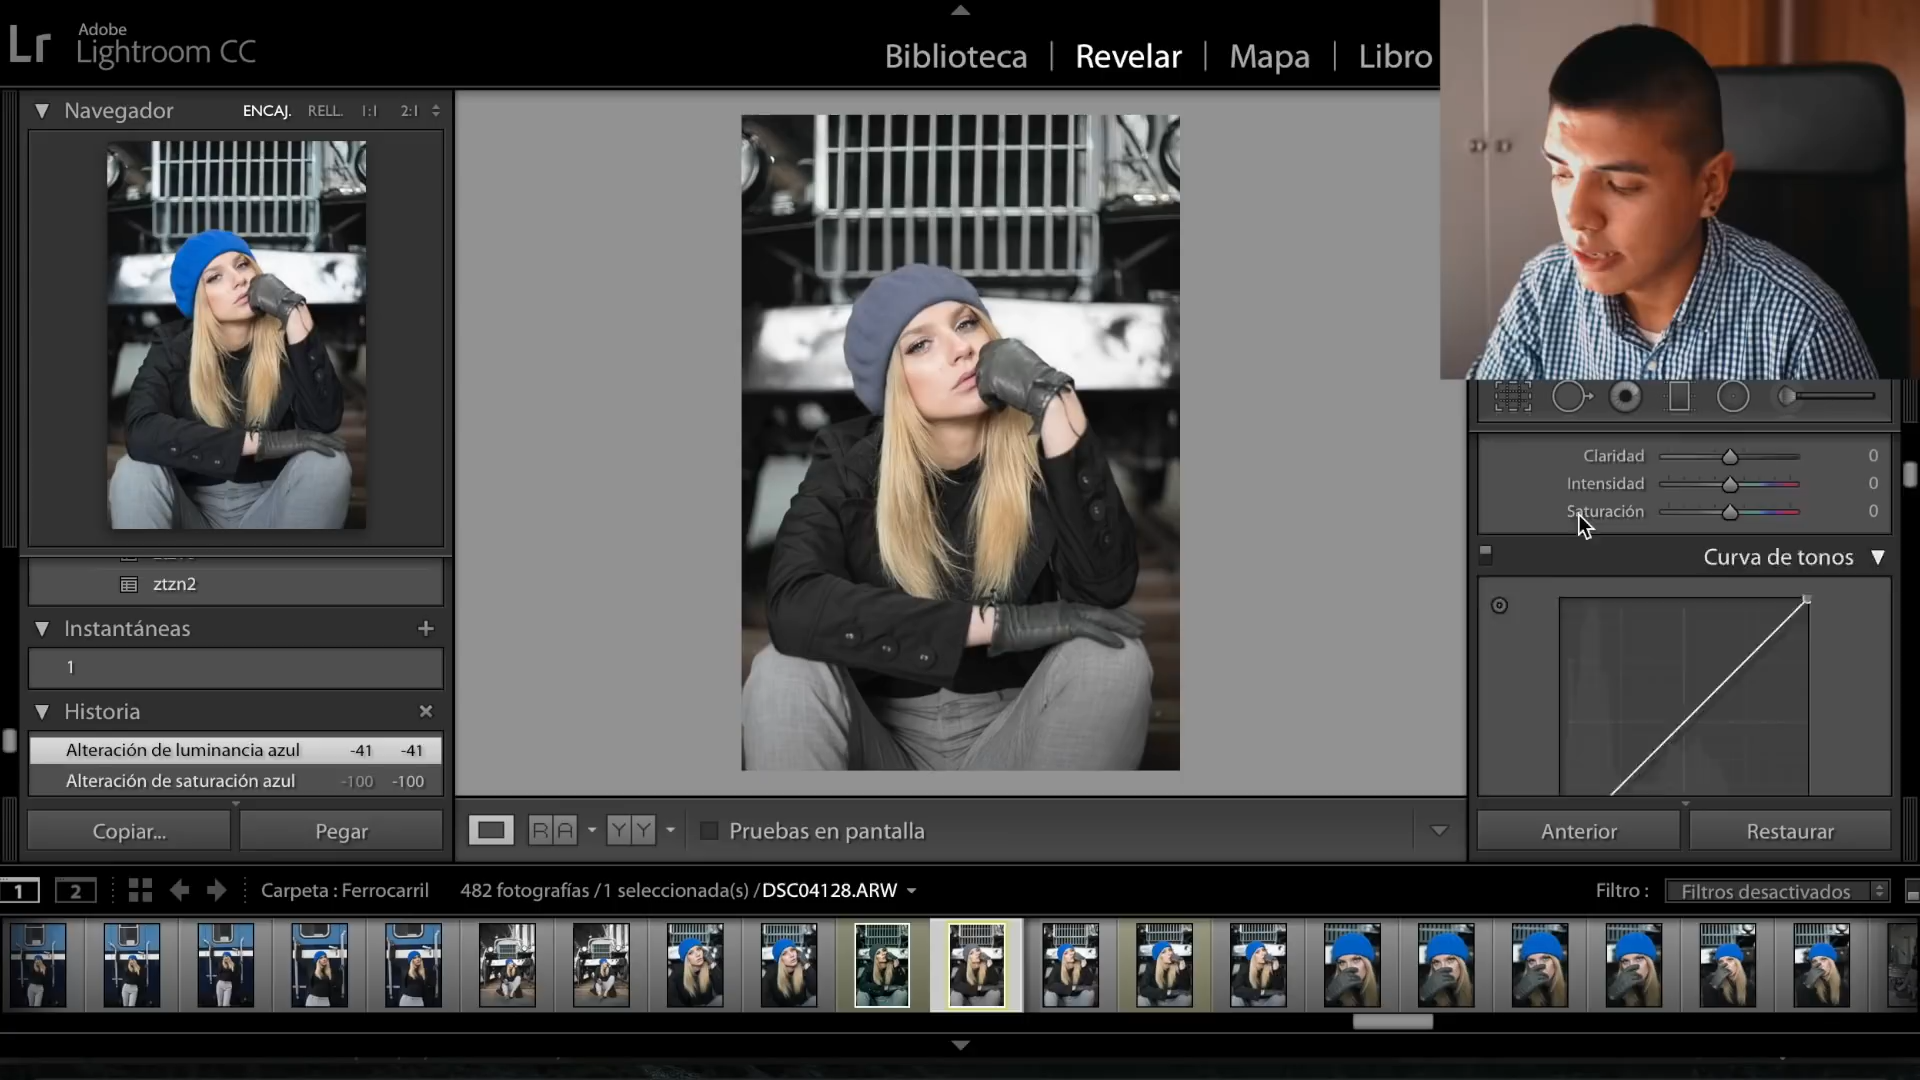 Lr Adobe
Lightroom CC
Biblioteca | Revelar | Mapa | Libro
Navegador ENCAJ. RELL. 1:1 2:1
Claridad 0
Intensidad 0
Saturación 0
Curva de tonos
ztzn2
Instantáneas +
1
Historia
Alteración de luminancia azul -41 -41
Alteración de saturación azul -100 -100
Copiar... Pegar
R A Y Y Pruebas en pantalla
Anterior Restaurar
1 2 Carpeta : Ferrocarril 482 fotografías /1 seleccionada(s) /DSC04128.ARW
Filtro : Filtros desactivados